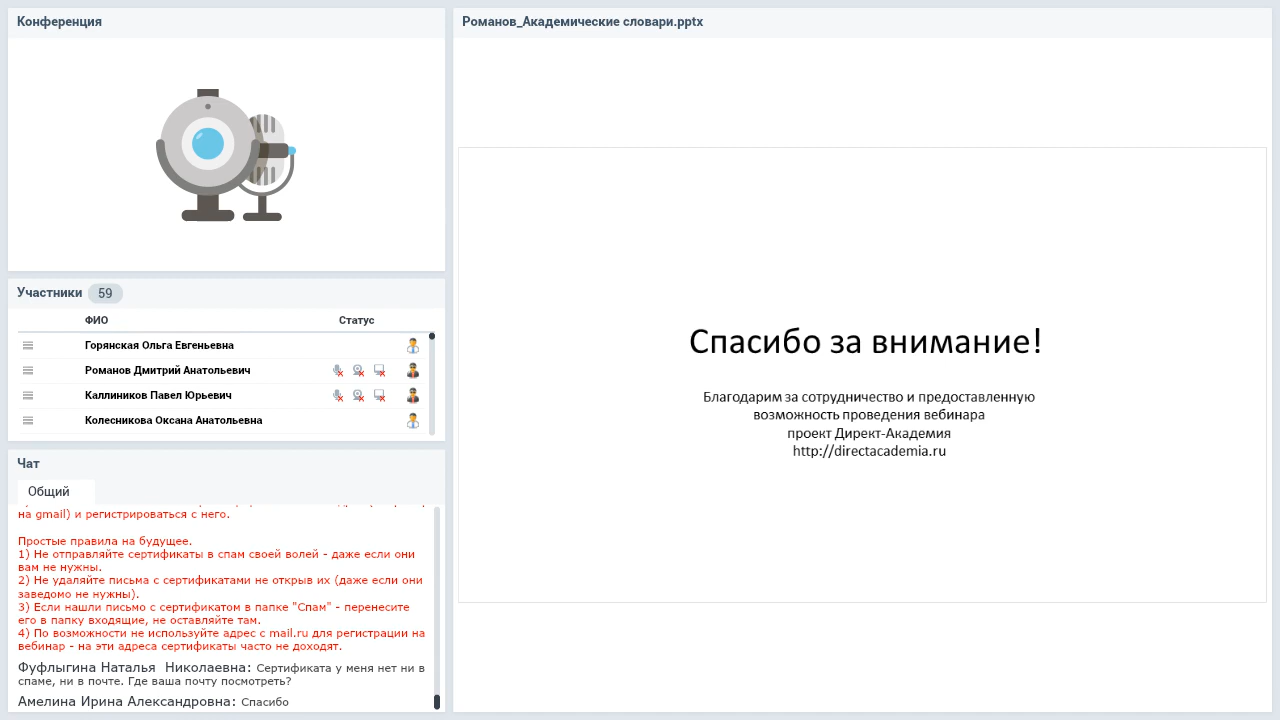 Конференция
Романов_Академические словари.pptx
Участники 59
ФИО Статус
Горянская Ольга Евгеньевна
Романов Дмитрий Анатольевич
Каллиников Павел Юрьевич
Колесникова Оксана Анатольевна
Чат
Общий
на gmail) и регистрироваться с него.
Простые правила на будущее.
1) Не отправляйте сертификаты в спам своей волей - даже если они
вам не нужны.
2) Не удаляйте письма с сертификатами не открыв их (даже если они
заведомо не нужны).
3) Если нашли письмо с сертификатом в папке "Спам" - перенесите
его в папку входящие, не оставляйте там.
4) По возможности не используйте адрес с mail.ru для регистрации на
вебинар - на эти адреса сертификаты часто не доходят.
Фуфлыгина Наталья  Николаевна: Сертификата у меня нет ни в
спаме, ни в почте. Где ваша почту посмотреть?
Амелина Ирина Александровна: Спасибо
Спасибо за внимание!
Благодарим за сотрудничество и предоставленную
возможность проведения вебинара
проект Директ-Академия
http://directacademia.ru